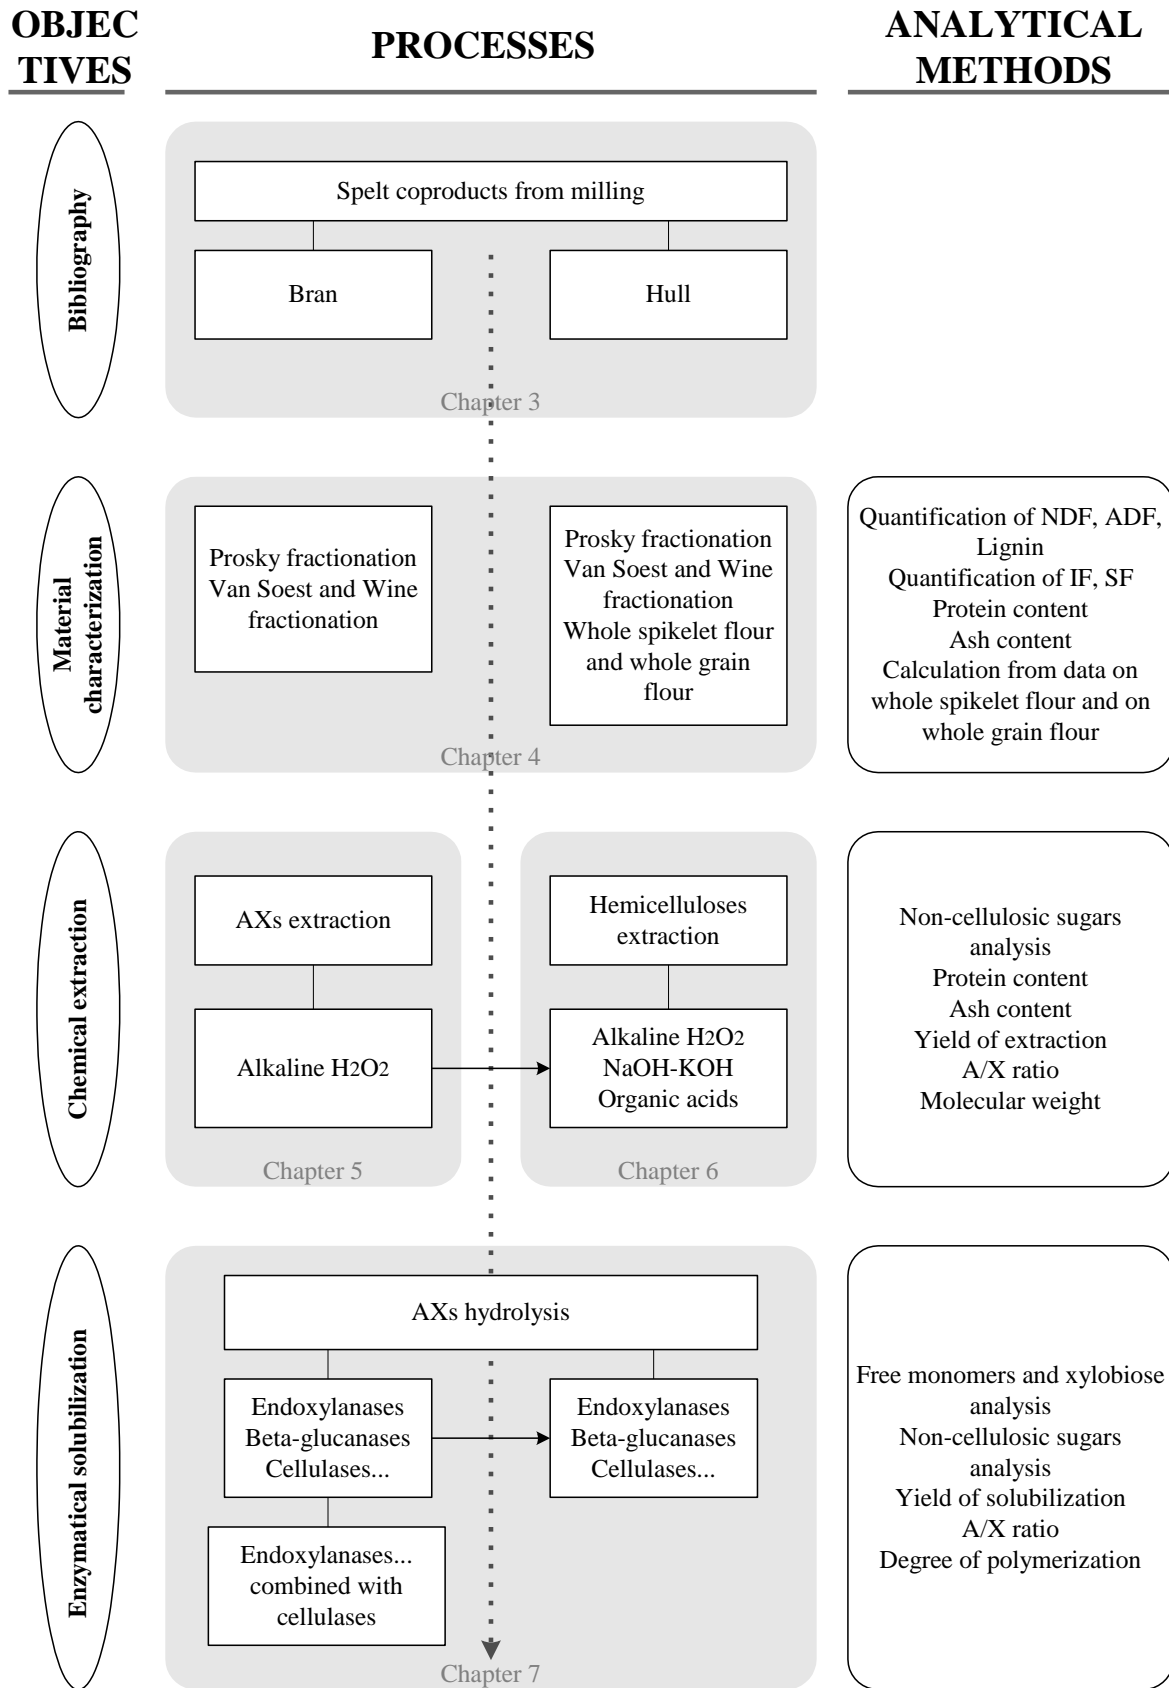 OBJEC
TIVES
PROCESSES
ANALYTICAL
METHODS
Bibliography
Spelt coproducts from milling
Bran
Hull
Chapter 3
Material
characterization
Prosky fractionation
Van Soest and Wine
fractionation
Prosky fractionation
Van Soest and Wine
fractionation
Whole spikelet flour
and whole grain
flour
Chapter 4
Quantification of NDF, ADF,
Lignin
Quantification of IF, SF
Protein content
Ash content
Calculation from data on
whole spikelet flour and on
whole grain flour
Chemical extraction
AXs extraction
Alkaline H2O2
Chapter 5
Hemicelluloses
extraction
Alkaline H2O2
NaOH-KOH
Organic acids
Chapter 6
Non-cellulosic sugars
analysis
Protein content
Ash content
Yield of extraction
A/X ratio
Molecular weight
Enzymatical solubilization
AXs hydrolysis
Endoxylanases
Beta-glucanases
Cellulases...
Endoxylanases
Beta-glucanases
Cellulases...
Endoxylanases...
combined with
cellulases
Chapter 7
Free monomers and xylobiose
analysis
Non-cellulosic sugars
analysis
Yield of solubilization
A/X ratio
Degree of polymerization